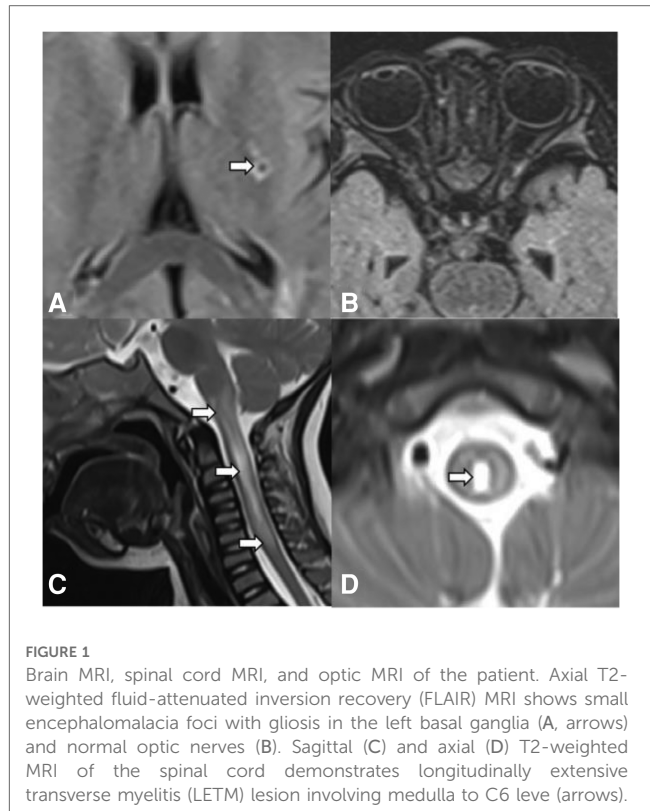 A
B
C
D
FIGURE 1
Brain MRI, spinal cord MRI, and optic MRI of the patient. Axial T2-
weighted fluid-attenuated inversion recovery (FLAIR) MRI shows small
encephalomalacia foci with gliosis in the left basal ganglia (A, arrows)
and normal optic nerves (B). Sagittal (C) and axial (D) T2-weighted
MRI of the spinal cord demonstrates longitudinally extensive
transverse myelitis (LETM) lesion involving medulla to C6 leve (arrows).